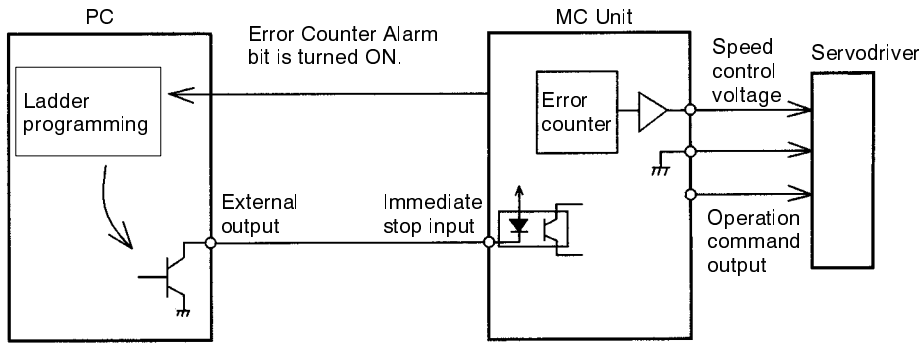 PC
Error Counter Alarm
bit is turned ON.
MC Unit
Speed
control
voltage
Servodriver
Ladder
programming
Error
counter
External
output
Immediate
stop input
Operation
command
output